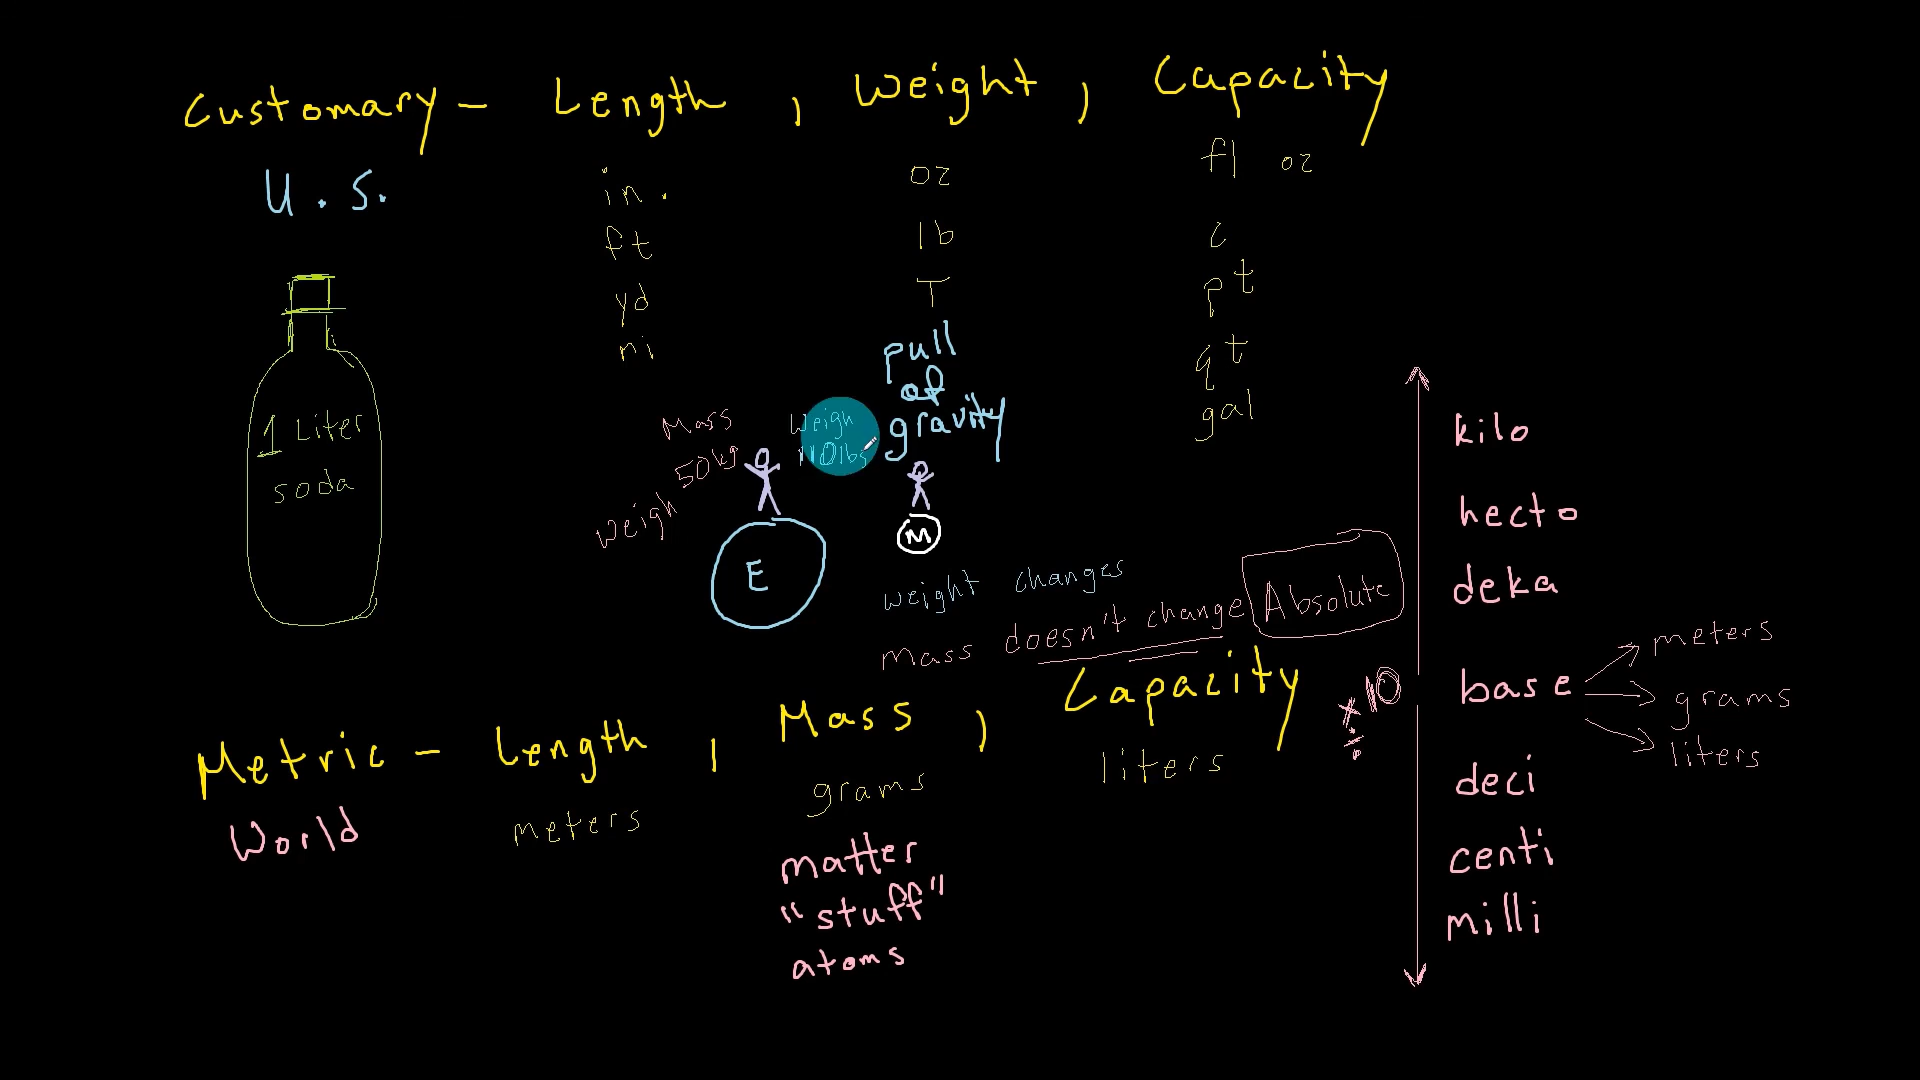 Customary - Length , Weight , Capacity
U.S.
in.
ft
yd
mi
oz
lb
T
fl oz
c
pt
qt
gal
1 Liter
soda
pull
of
gravity
Mass
50kg
Weigh
Weigh
110lbs
E
M
weight changes
mass doesn't change
Absolute
Metric - Length , Mass , Capacity
World
meters
grams
liters
matter
"stuff"
atoms
kilo
hecto
deka
base
deci
centi
milli
meters
grams
liters
×10
÷